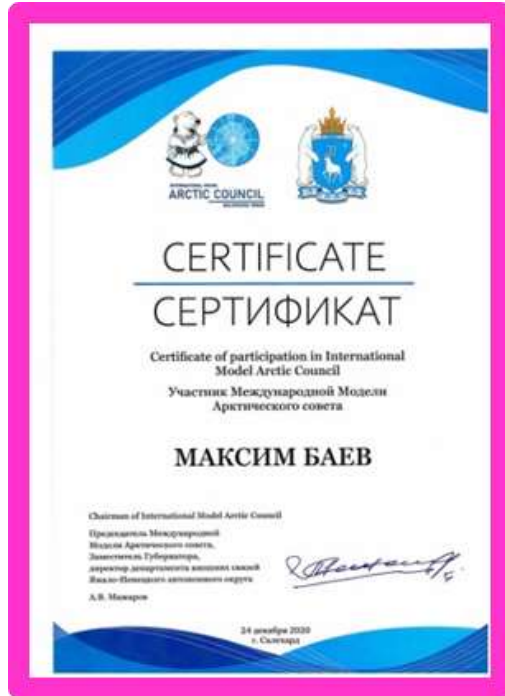 ARCTIC COUNCIL
CERTIFICATE
СЕРТИФИКАТ
Certificate of participation in International
Model Arctic Council
Участник Международной Модели
Арктического совета
МАКСИМ БАЕВ
Chairman of International Model Arctic Council
Председатель Международной
Модели Арктического совета,
Заместитель Губернатора,
директор департамента внешних связей
Ямало-Ненецкого автономного округа
А.В. Мажаров
24 декабря 2020
г. Салехард